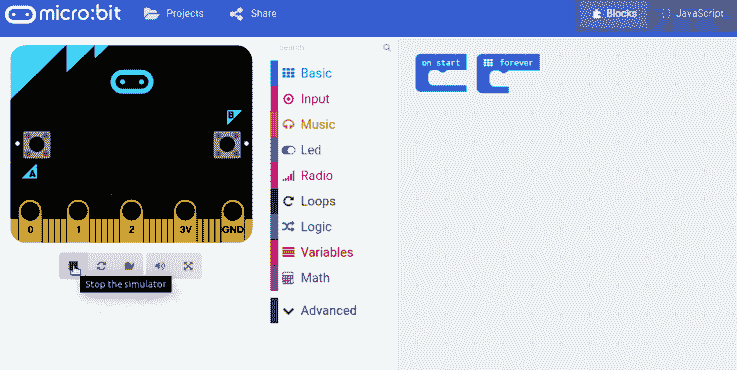 micro:bit Projects Share Blocks JavaScript
Search
on start forever
Basic
Input
Music
Led
Radio
Loops
Logic
Variables
Math
Advanced
B
A
0 1 2 3V GND
Stop the simulator